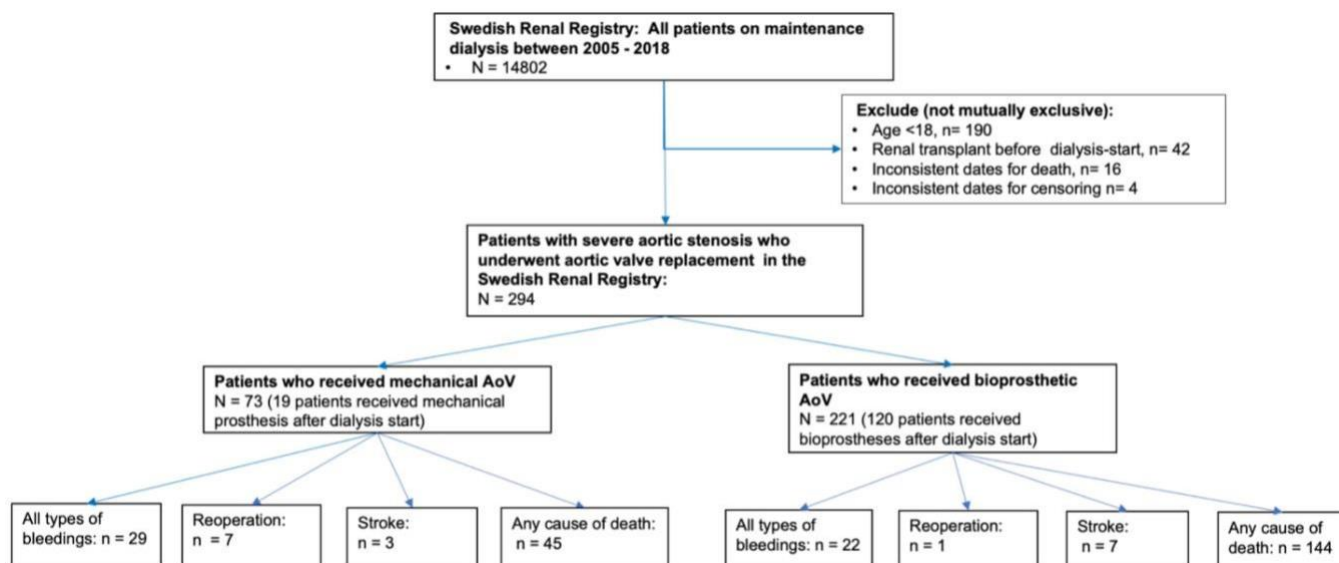 Swedish Renal Registry: All patients on maintenance
dialysis between 2005 - 2018
• N = 14802
Exclude (not mutually exclusive):
• Age <18, n= 190
• Renal transplant before dialysis-start, n= 42
• Inconsistent dates for death, n= 16
• Inconsistent dates for censoring n= 4
Patients with severe aortic stenosis who
underwent aortic valve replacement in the
Swedish Renal Registry:
N = 294
Patients who received mechanical AoV
N = 73 (19 patients received mechanical
prosthesis after dialysis start)
Patients who received bioprosthetic
AoV
N = 221 (120 patients received
bioprostheses after dialysis start)
All types of
bleedings: n = 29
Reoperation:
n = 7
Stroke:
n = 3
Any cause of death:
n = 45
All types of
bleedings: n = 22
Reoperation:
n = 1
Stroke:
n = 7
Any cause of
death: n = 144